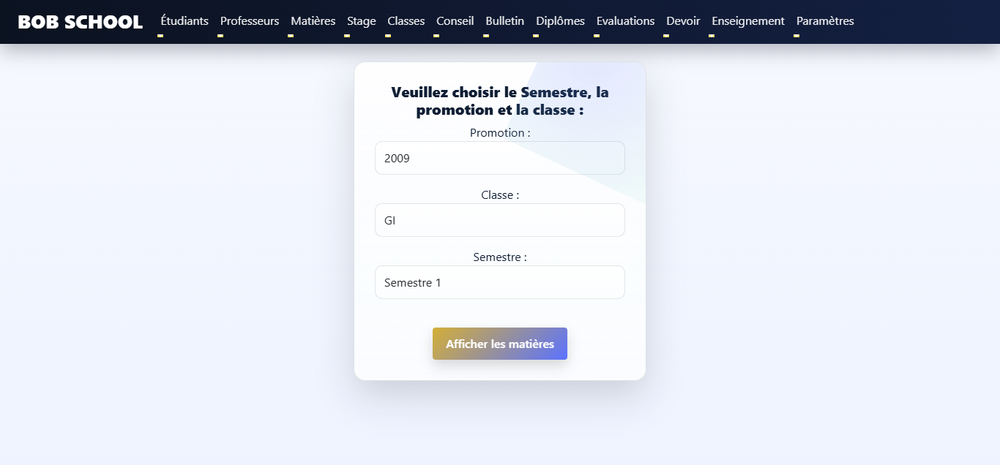 BOB SCHOOL Étudiants Professeurs Matières Stage Classes Conseil Bulletin Diplômes Evaluations Devoir Enseignement Paramètres
Veuillez choisir le Semestre, la
promotion et la classe :
Promotion :
2009
Classe :
GI
Semestre :
Semestre 1
Afficher les matières